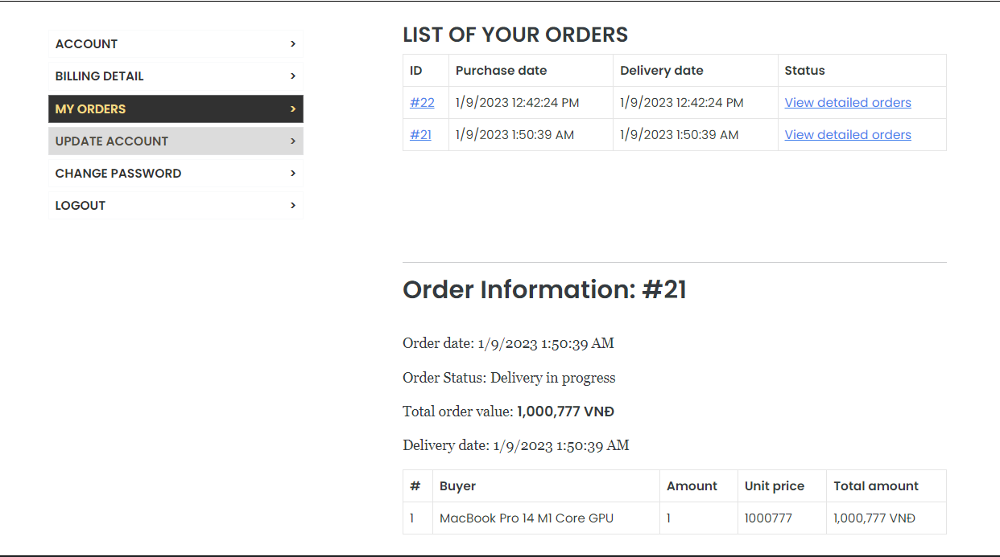 ACCOUNT >
BILLING DETAIL >
MY ORDERS >
UPDATE ACCOUNT >
CHANGE PASSWORD >
LOGOUT >
LIST OF YOUR ORDERS
ID Purchase date Delivery date Status
#22 1/9/2023 12:42:24 PM 1/9/2023 12:42:24 PM View detailed orders
#21 1/9/2023 1:50:39 AM 1/9/2023 1:50:39 AM View detailed orders
Order Information: #21
Order date: 1/9/2023 1:50:39 AM
Order Status: Delivery in progress
Total order value: 1,000,777 VNĐ
Delivery date: 1/9/2023 1:50:39 AM
# Buyer Amount Unit price Total amount
1 MacBook Pro 14 M1 Core GPU 1 1000777 1,000,777 VNĐ